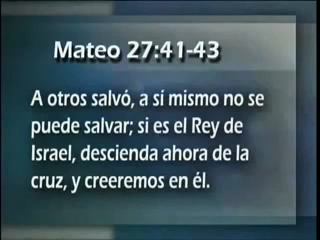 Mateo 27:41-43
A otros salvó, a sí mismo no se
puede salvar; si es el Rey de
Israel, descienda ahora de la
cruz, y creeremos en él.